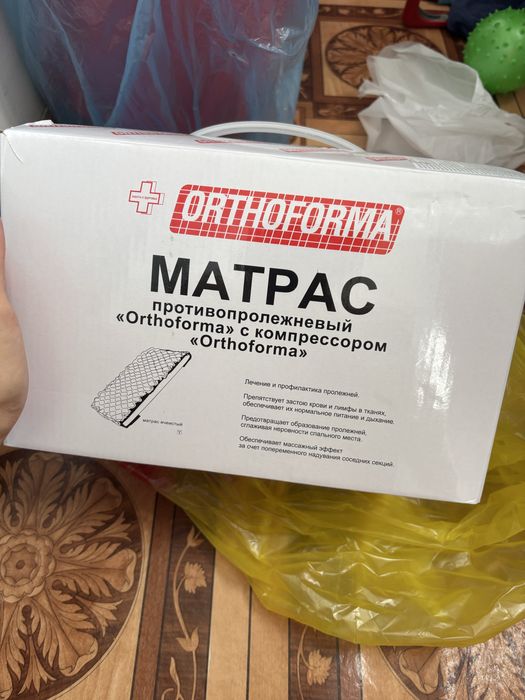 ORTHOFORMA®
МАТРАС
противопролежневый
«Orthoforma» с компрессором
«Orthoforma»
матрас ячеистый
Лечение и профилактика пролежней.
Препятствует застою крови и лимфы в тканях,
обеспечивает их нормальное питание и дыхание.
Предотвращает образование пролежней,
сглаживая неровности спального места.
Обеспечивает массажный эффект
за счет попеременного надувания соседних секций.